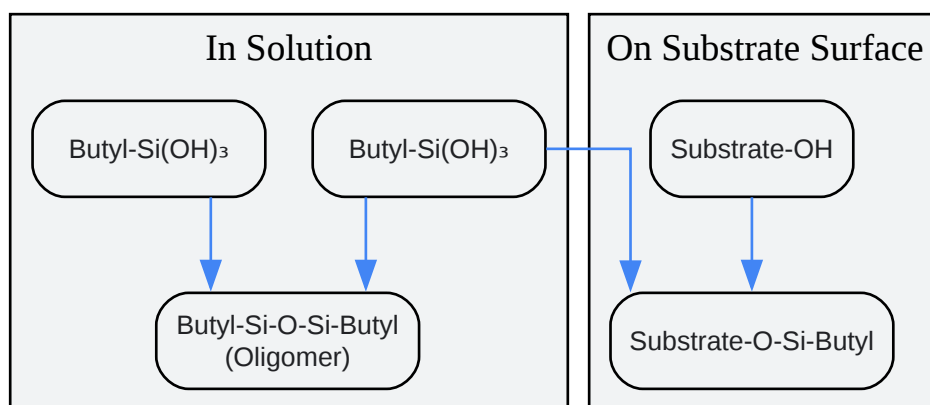 In Solution
On Substrate Surface
Butyl-Si(OH)₃
Butyl-Si(OH)₃
Substrate-OH
Butyl-Si-O-Si-Butyl
(Oligomer)
Substrate-O-Si-Butyl